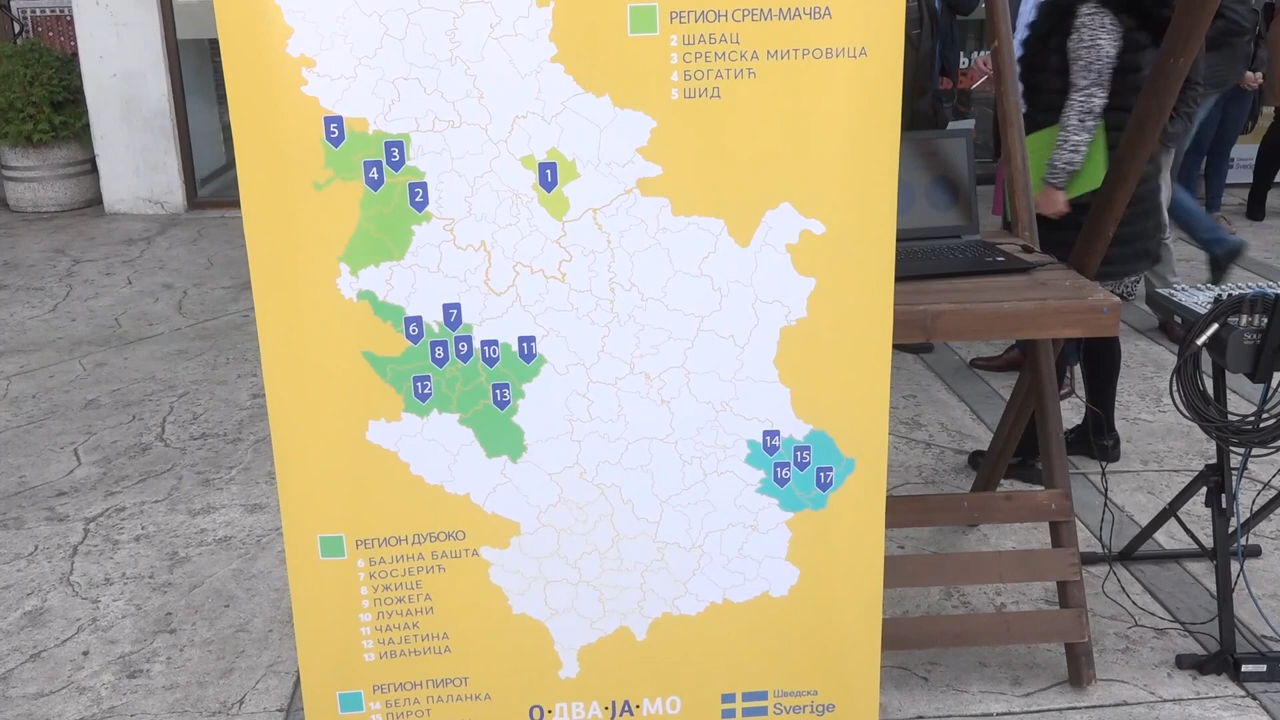 РЕГИОН СРЕМ-МАЧВА
2 ШАБАЦ
3 СРЕМСКА МИТРОВИЦА
4 БОГАТИЋ
5 ШИД
5
3
4
2
1
6
7
8
9
10
11
12
13
14
15
16
17
РЕГИОН ДУБОКО
6 БАЈИНА БАШТА
7 КОСЈЕРИЋ
8 УЖИЦЕ
9 ПОЖЕГА
10 ЛУЧАНИ
11 ЧАЧАК
12 ЧАЈЕТИНА
13 ИВАЊИЦА
РЕГИОН ПИРОТ
14 БЕЛА ПАЛАНКА
15 ПИРОТ
О·ДВА·ЈА·МО
Шведска
Sverige